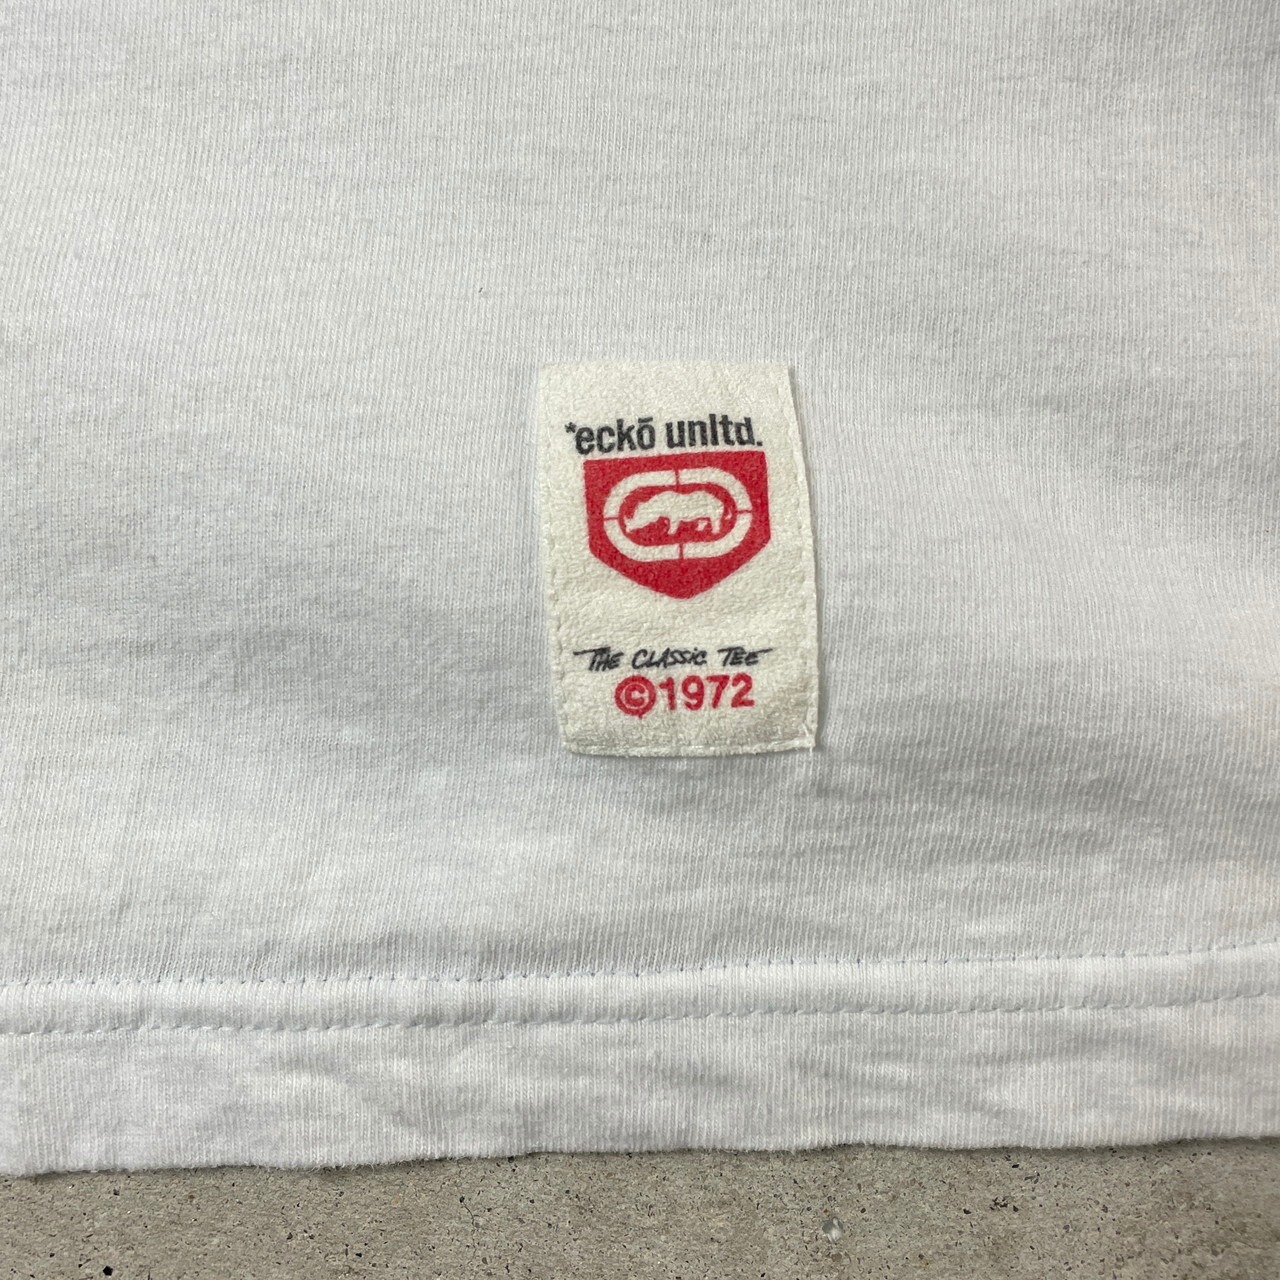 *eckō unltd.
THE CLASSIC TEE
©1972